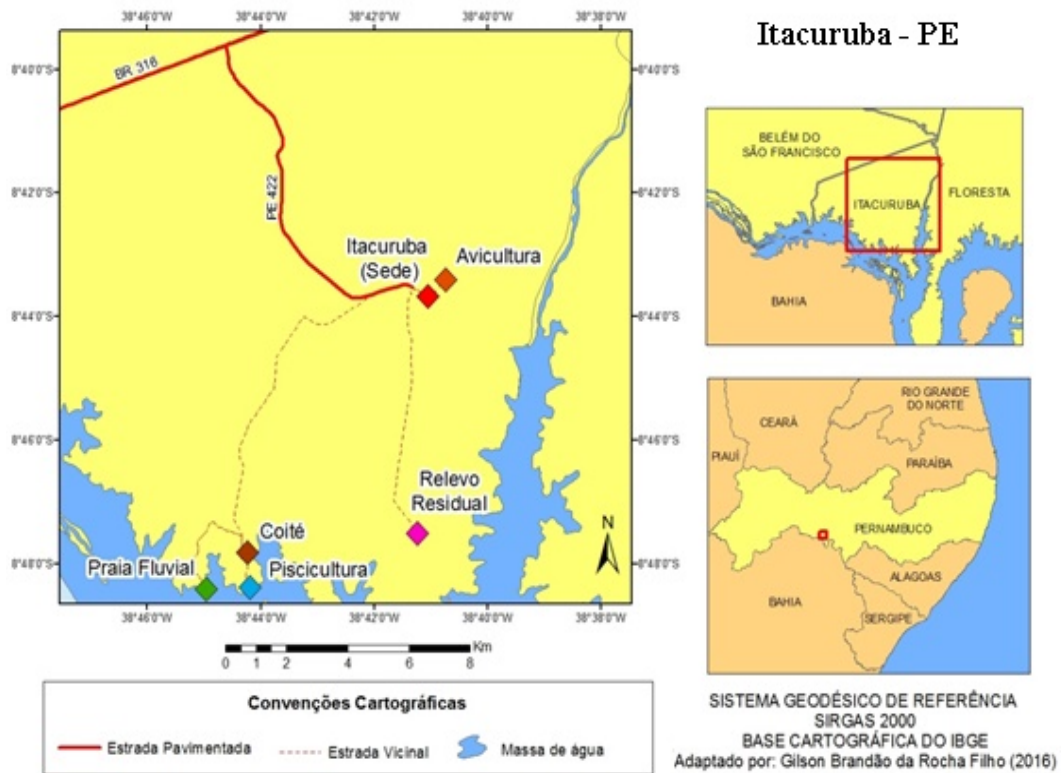 Itacuruba - PE
38°46'0"W 38°44'0"W 38°42'0"W 38°40'0"W 38°38'0"W
8°40'0"S
8°42'0"S
8°44'0"S
8°46'0"S
8°48'0"S
BR 316
PE 422
Itacuruba
(Sede)
Avicultura
Relevo
Residual
Coité
Praia Fluvial
Piscicultura
N
8°40'0"S
8°42'0"S
8°44'0"S
8°46'0"S
8°48'0"S
38°46'0"W 38°44'0"W 38°42'0"W 38°40'0"W 38°38'0"W
0 1 2 4 6 8
Km
Convenções Cartográficas
Estrada Pavimentada
Estrada Vicinal
Massa de água
BELÉM DO
SÃO FRANCISCO
ITACURUBA
FLORESTA
BAHIA
RIO GRANDE
DO NORTE
CEARÁ
PIAUÍ
PARAÍBA
PERNAMBUCO
ALAGOAS
BAHIA
SERGIPE
SISTEMA GEODÉSICO DE REFERÊNCIA
SIRGAS 2000
BASE CARTOGRÁFICA DO IBGE
Adaptado por: Gilson Brandão da Rocha Filho (2016)